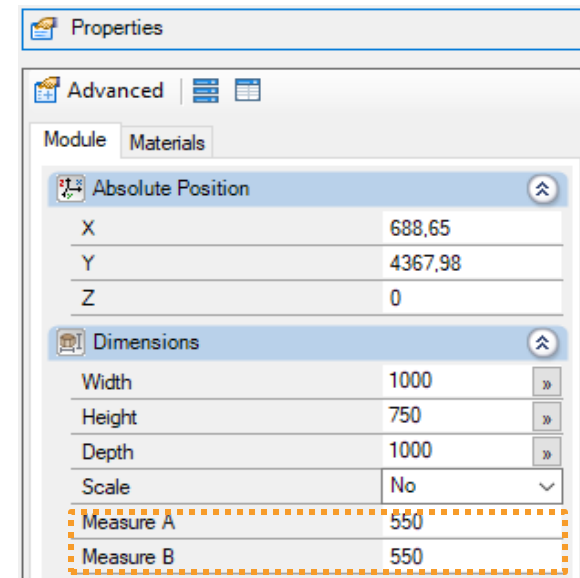 Properties
Advanced
Module Materials
Absolute Position
X 688,65
Y 4367,98
Z 0
Dimensions
Width 1000 »
Height 750 »
Depth 1000 »
Scale No
Measure A 550
Measure B 550